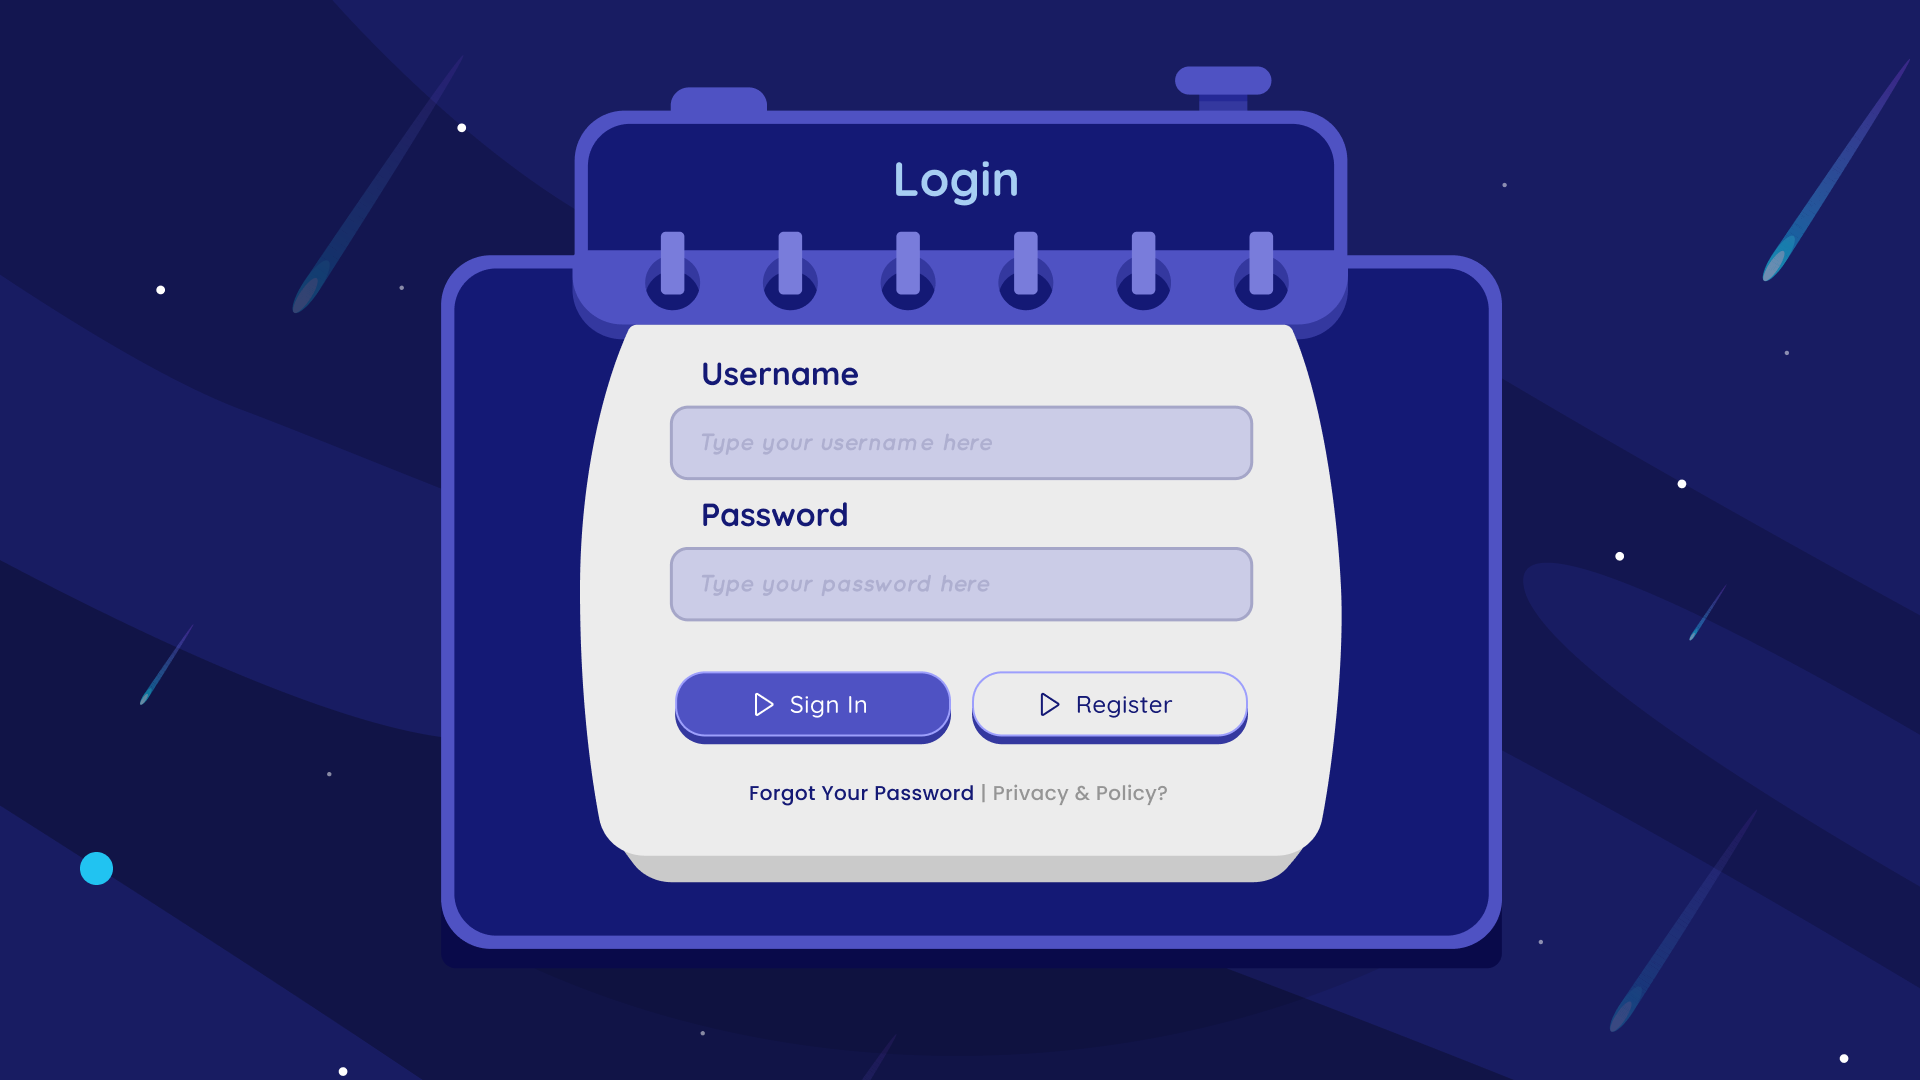 Login
Username
Type your username here
Password
Type your password here
Sign In
Register
Forgot Your Password | Privacy & Policy?